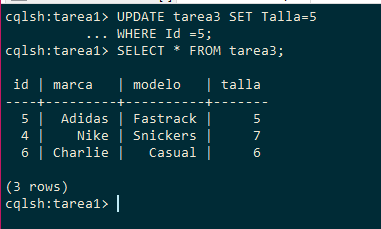 cqlsh:tarea1> UPDATE tarea3 SET Talla=5
... WHERE Id =5;
cqlsh:tarea1> SELECT * FROM tarea3;
id | marca | modelo | talla
----+---------+----------+-------
5 | Adidas | Fastrack | 5
4 | Nike | Snickers | 7
6 | Charlie | Casual | 6
(3 rows)
cqlsh:tarea1>